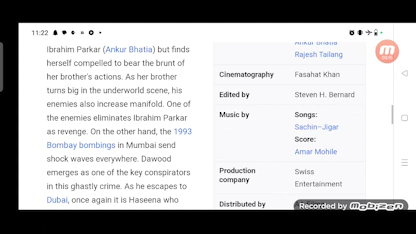 11:22
Ibrahim Parkar (Ankur Bhatia) but finds
herself compelled to bear the brunt of
her brother's actions. As her brother
turns big in the underworld scene, his
enemies also increase manifold. One of
the enemies eliminates Ibrahim Parkar
as revenge. On the other hand, the 1993
Bombay bombings in Mumbai send
shock waves everywhere. Dawood
emerges as one of the key conspirators
in this ghastly crime. As he escapes to
Dubai, once again it is Haseena who
Ankur Bhatia
Rajesh Tailang
Cinematography Fasahat Khan
Edited by Steven H. Bernard
Music by Songs:
Sachin–Jigar
Score:
Amar Mohile
Production Swiss
company Entertainment
Distributed by
Recorded by Mobizen